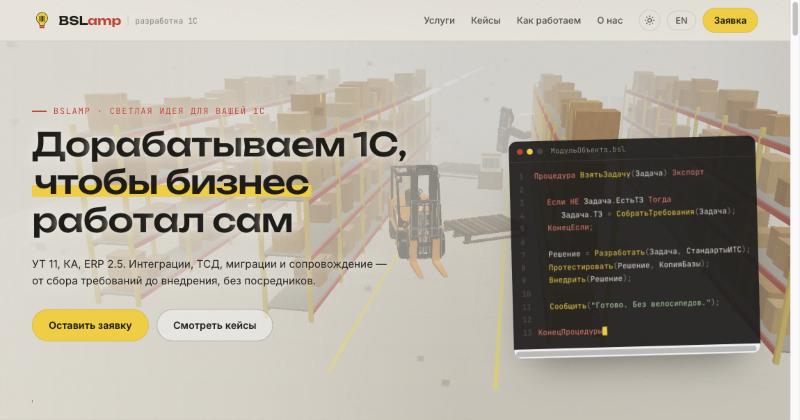 BSLamp разработка 1С
Услуги Кейсы Как работаем О нас EN Заявка
BSLAMP · СВЕТЛАЯ ИДЕЯ ДЛЯ ВАШЕЙ 1С
Дорабатываем 1С,
чтобы бизнес
работал сам
УТ 11, КА, ERP 2.5. Интеграции, ТСД, миграции и сопровождение —
от сбора требований до внедрения, без посредников.
Оставить заявку Смотреть кейсы
МодульОбъекта.bsl
1 Процедура ВзятьЗадачу(Задача) Экспорт
2
3 Если НЕ Задача.ЕстьТЗ Тогда
4 Задача.ТЗ = СобратьТребования(Задача);
5 КонецЕсли;
6
7 Решение = Разработать(Задача, СтандартыИТС);
8 Протестировать(Решение, КопияБазы);
9 Внедрить(Решение);
10
11 Сообщить("Готово. Без велосипедов.");
12
13 КонецПроцедуры